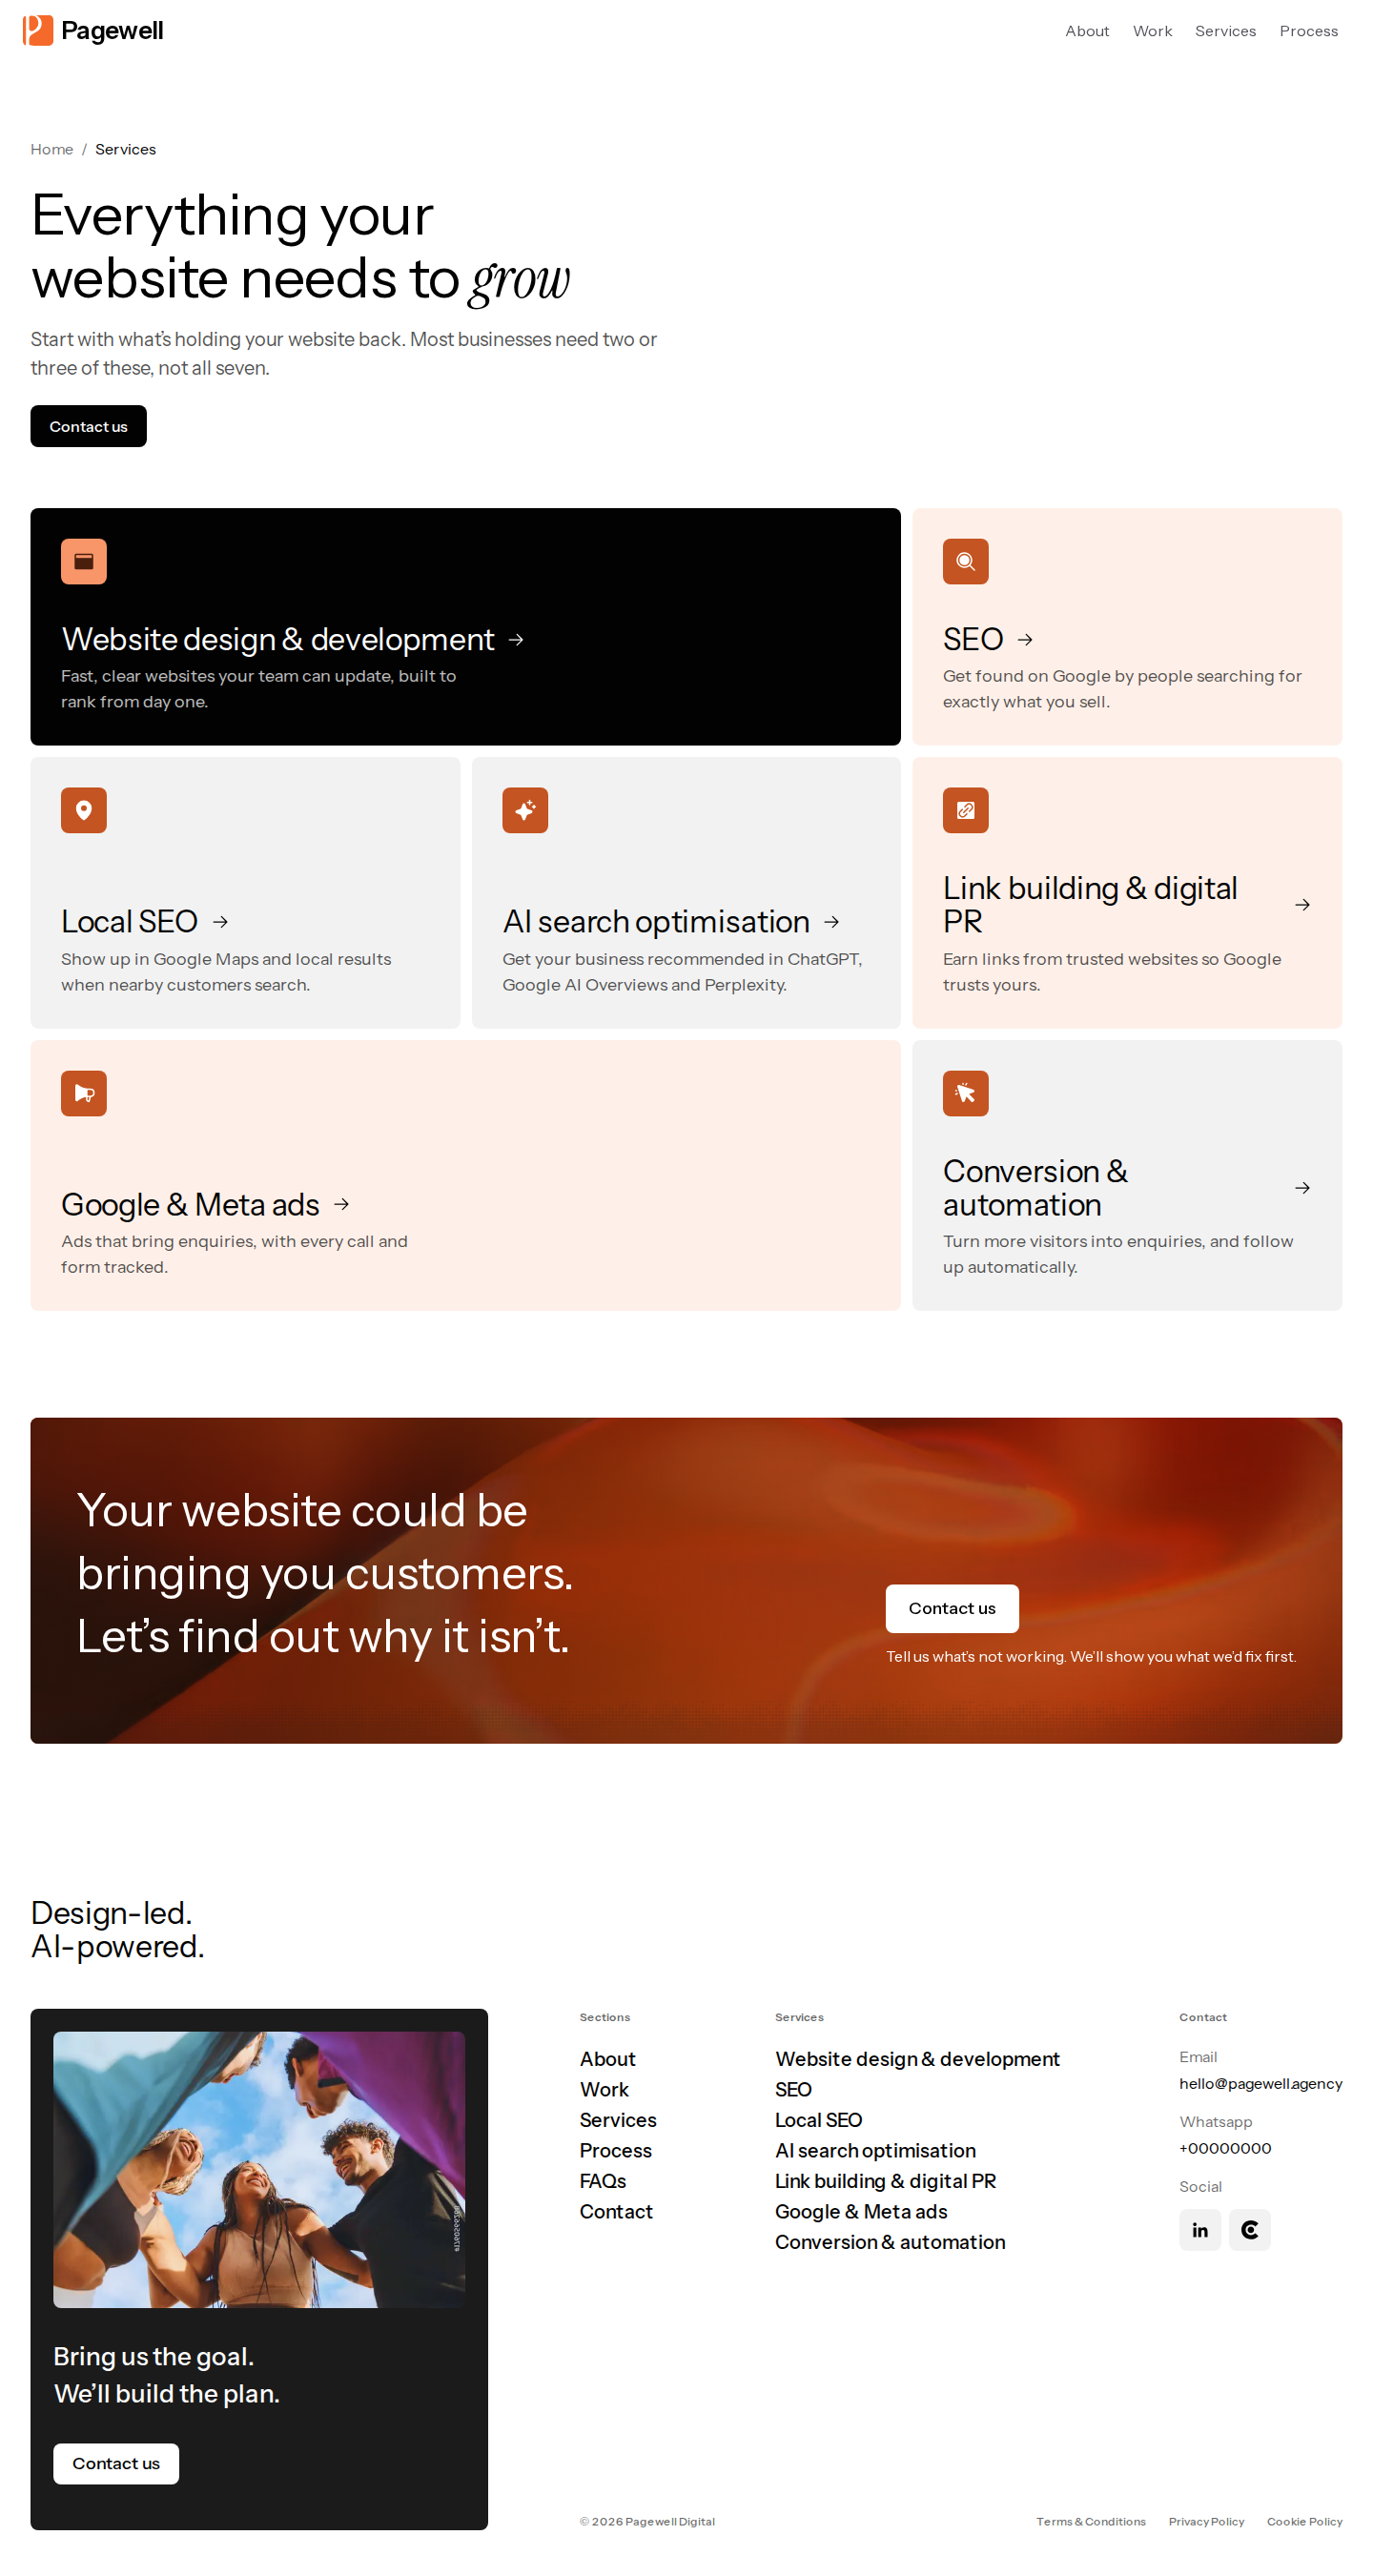 Pagewell
About Work Services Process
Home / Services
Everything your
website needs to grow
Start with what’s holding your website back. Most businesses need two or
three of these, not all seven.
Contact us
Website design & development →
Fast, clear websites your team can update, built to
rank from day one.
SEO →
Get found on Google by people searching for
exactly what you sell.
Local SEO →
Show up in Google Maps and local results
when nearby customers search.
AI search optimisation →
Get your business recommended in ChatGPT,
Google AI Overviews and Perplexity.
Link building & digital
PR →
Earn links from trusted websites so Google
trusts yours.
Google & Meta ads →
Ads that bring enquiries, with every call and
form tracked.
Conversion &
automation →
Turn more visitors into enquiries, and follow
up automatically.
Your website could be
bringing you customers.
Let’s find out why it isn’t.
Contact us
Tell us what’s not working. We’ll show you what we’d fix first.
Design-led.
AI-powered.
Bring us the goal.
We’ll build the plan.
Contact us
Sections
About
Work
Services
Process
FAQs
Contact
Services
Website design & development
SEO
Local SEO
AI search optimisation
Link building & digital PR
Google & Meta ads
Conversion & automation
Contact
Email
hello@pagewell.agency
Whatsapp
+00000000
Social
in
© 2026 Pagewell Digital
Terms & Conditions Privacy Policy Cookie Policy